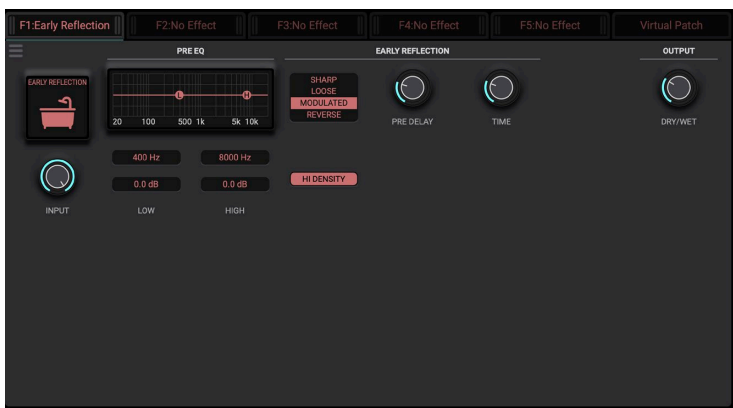 F1:Early Reflection
F2:No Effect
F3:No Effect
F4:No Effect
F5:No Effect
Virtual Patch
PRE EQ
EARLY REFLECTION
OUTPUT
EARLY REFLECTION
L
H
20 100 500 1k 5k 10k
SHARP
LOOSE
MODULATED
REVERSE
PRE DELAY
TIME
DRY/WET
400 Hz
8000 Hz
0.0 dB
0.0 dB
HI DENSITY
INPUT
LOW
HIGH